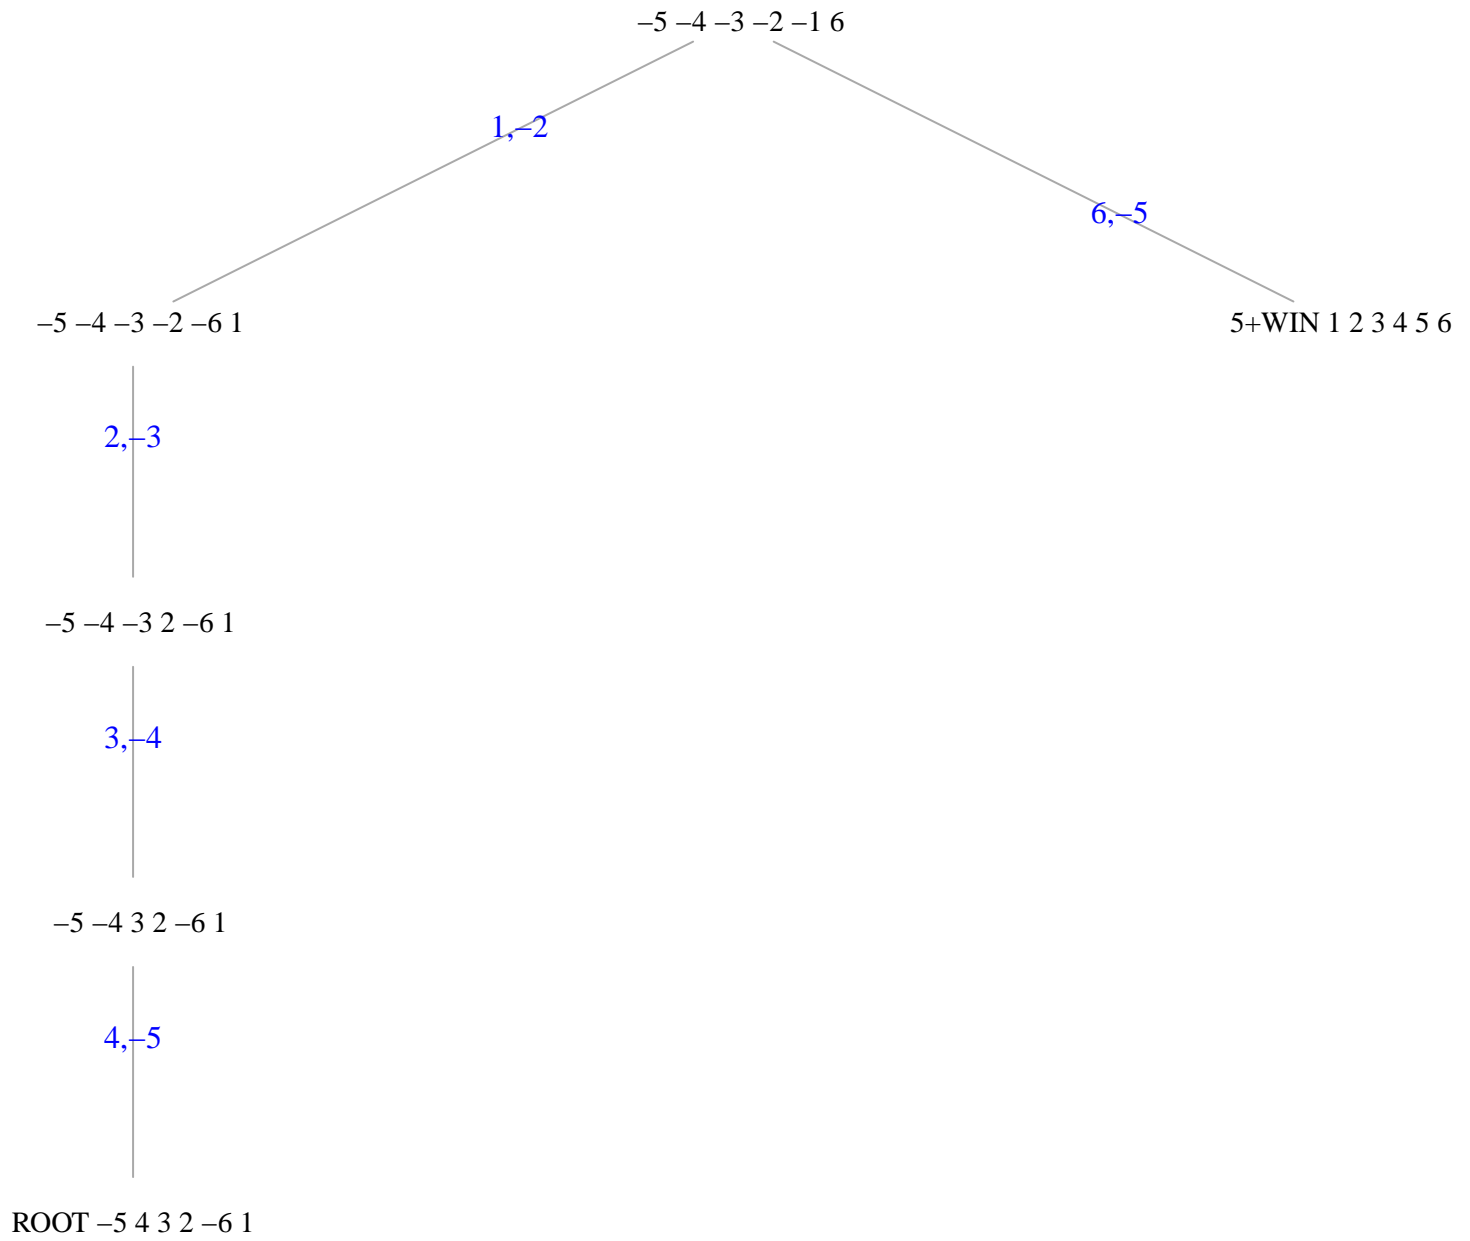 –5 –4 –3 –2 –1 6
1,–2
6,–5
–5 –4 –3 –2 –6 1
5+WIN 1 2 3 4 5 6
2,–3
–5 –4 –3 2 –6 1
3,–4
–5 –4 3 2 –6 1
4,–5
ROOT –5 4 3 2 –6 1